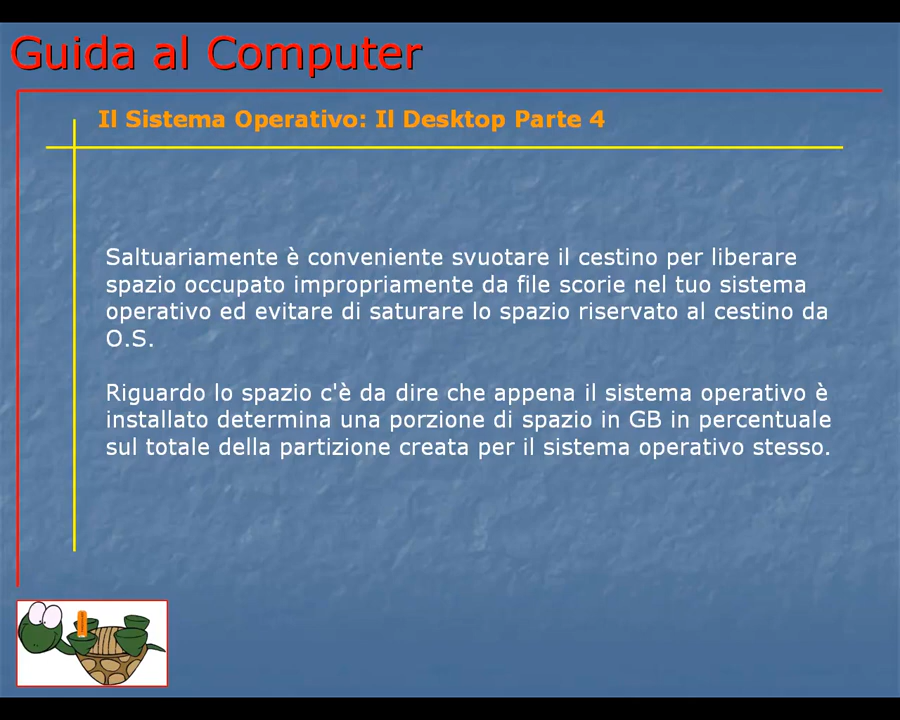 Guida al Computer
Il Sistema Operativo: Il Desktop Parte 4
Saltuariamente è conveniente svuotare il cestino per liberare
spazio occupato impropriamente da file scorie nel tuo sistema
operativo ed evitare di saturare lo spazio riservato al cestino da
O.S.
Riguardo lo spazio c'è da dire che appena il sistema operativo è
installato determina una porzione di spazio in GB in percentuale
sul totale della partizione creata per il sistema operativo stesso.